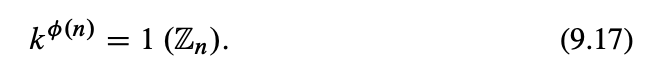 k^{ϕ(n)} = 1 (ℤ_n). (9.17)